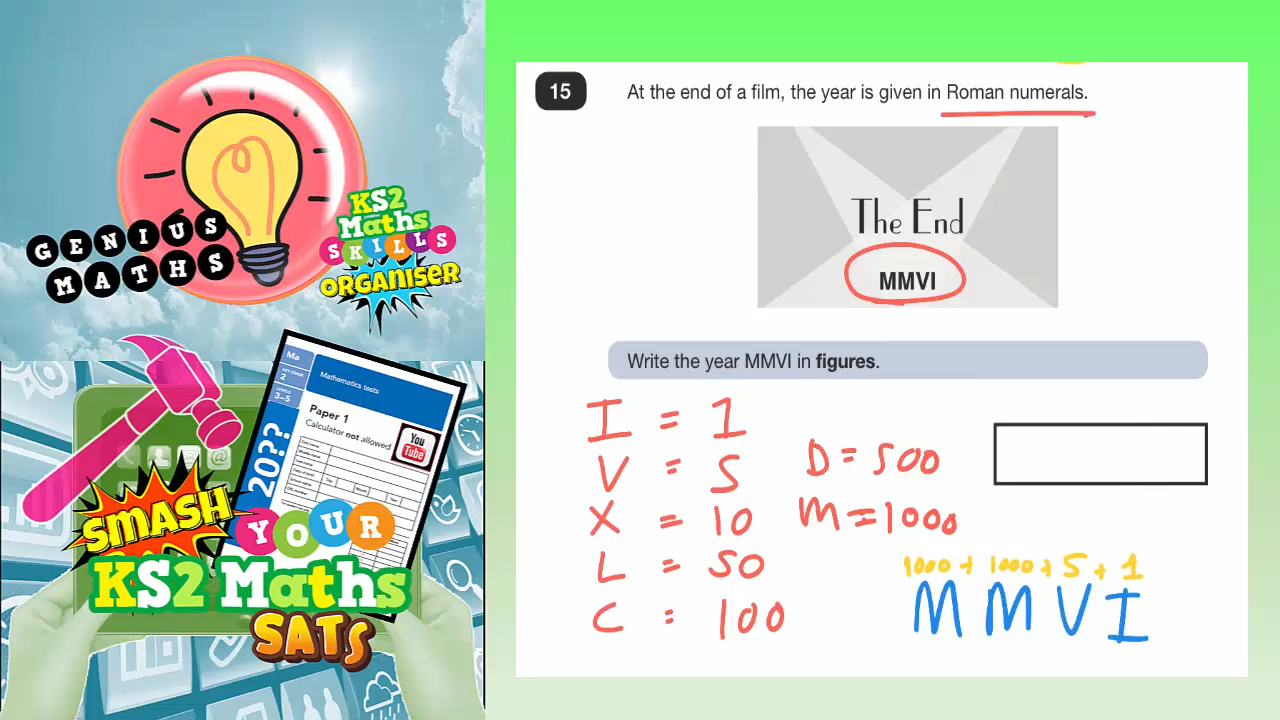 GENIUS
MATHS
KS2
Maths
SKILLS
ORGANISER
Ma
KEY STAGE
2
LEVELS
3–5
Mathematics tests
Paper 1
Calculator not allowed
You
Tube
20??
SMASH
YOUR
KS2 Maths
SATs
15
At the end of a film, the year is given in Roman numerals.
The End
MMVI
Write the year MMVI in figures.
I = 1
V = 5
X = 10
L = 50
C = 100
D = 500
M = 1000
1000 + 1000 + 5 + 1
M M V I